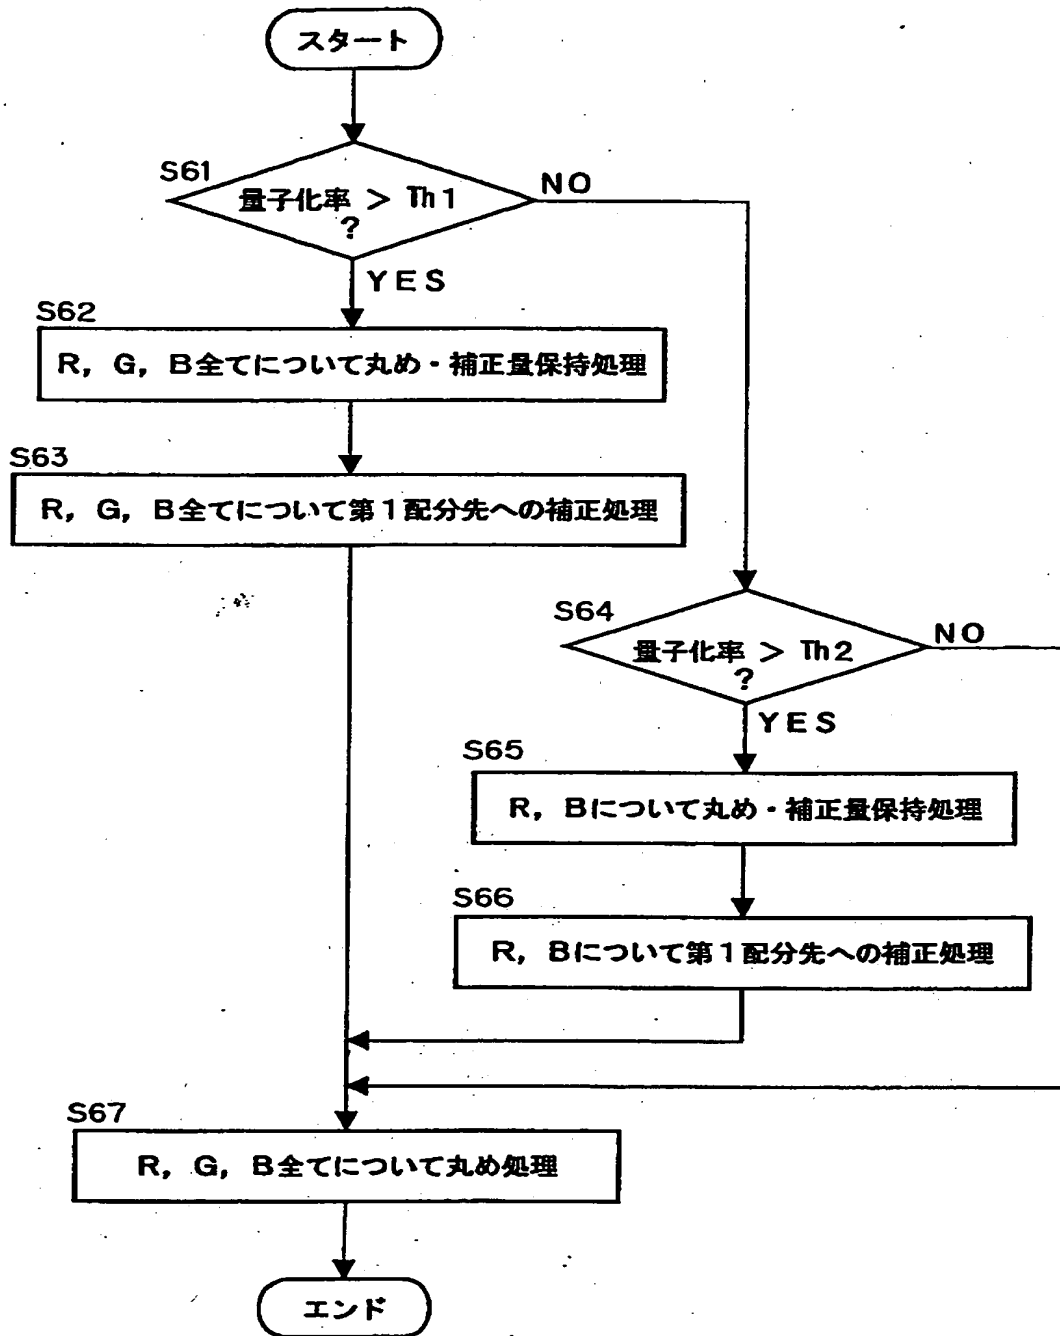 スタート
S61
量子化率 > Th1
?
NO
YES
S62
R, G, B全てについて丸め・補正量保持処理
S63
R, G, B全てについて第1配分先への補正処理
S64
量子化率 > Th2
?
NO
YES
S65
R, Bについて丸め・補正量保持処理
S66
R, Bについて第1配分先への補正処理
S67
R, G, B全てについて丸め処理
エンド